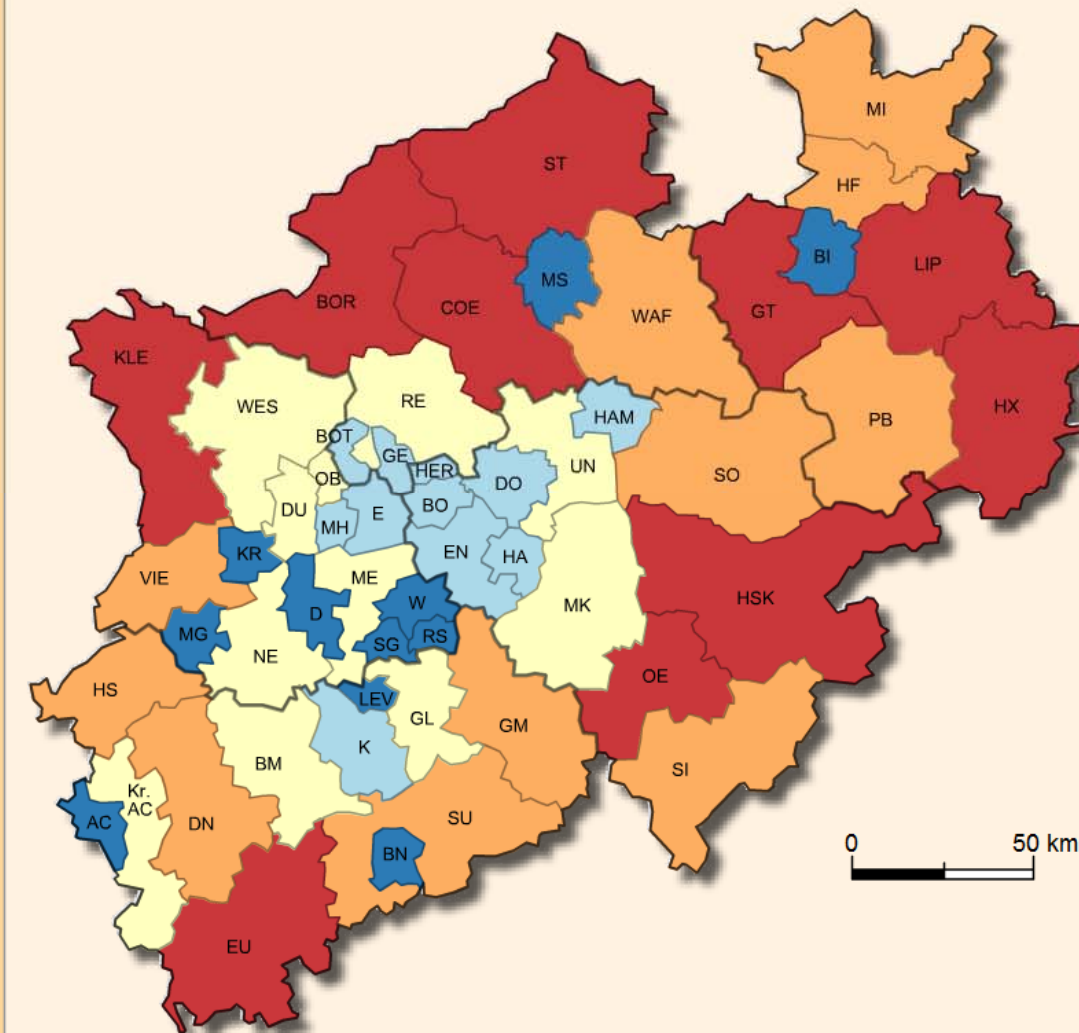 MI
ST
HF
BI
LIP
MS
BOR
COE
GT
WAF
KLE
WES
RE
HX
HAM
PB
BOT
GE
HER
UN
SO
OB
DO
DU
BO
MH
E
EN
HA
KR
VIE
ME
HSK
W
MK
D
MG
RS
SG
NE
OE
HS
LEV
GL
GM
K
BM
SI
Kr.
AC
AC
DN
SU
BN
0
50 km
EU